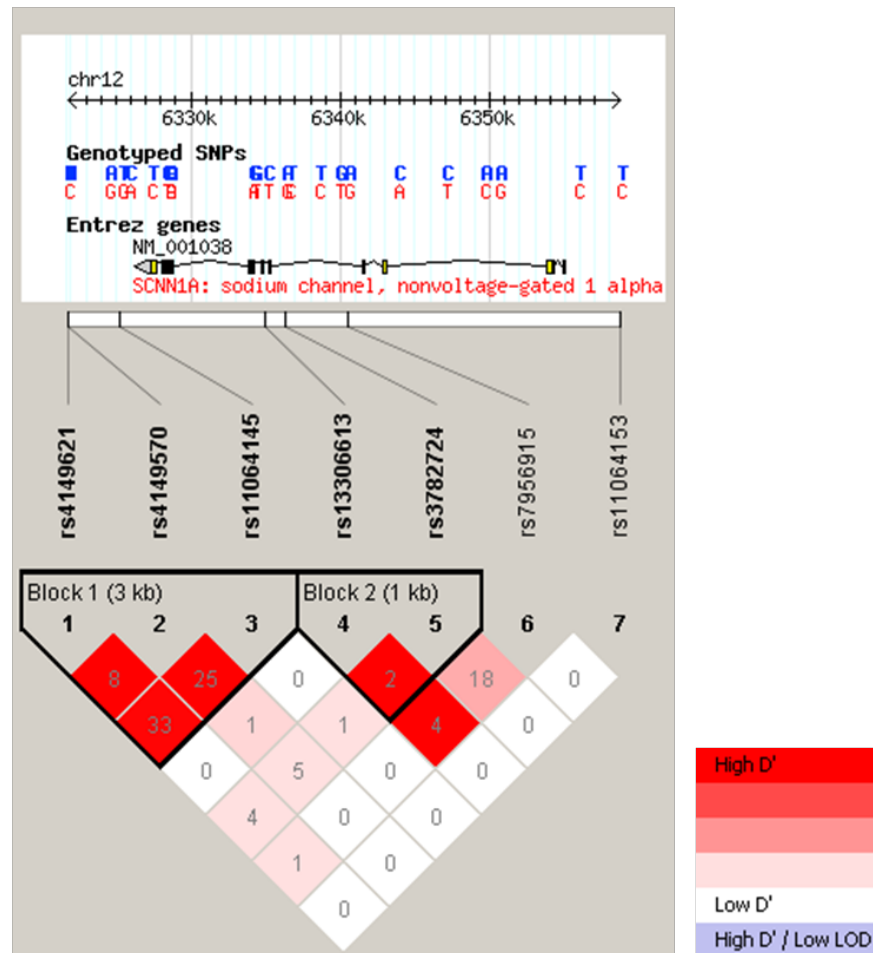 chr12
6330k 6340k 6350k
Genotyped SNPs
C T C C A A T T
C C T A T C G C C
Entrez genes
NM_001038
SCNN1A: sodium channel, nonvoltage-gated 1 alpha
rs4149621 rs4149570 rs11064145 rs13306613 rs3782724 rs7956915 rs11064153
Block 1 (3 kb) Block 2 (1 kb)
1 2 3 4 5 6 7
8 25 0 2 18 0
33 1 1 4 0
0 5 0 0
4 0 0
1 0
0
High D'
Low D'
High D' / Low LOD